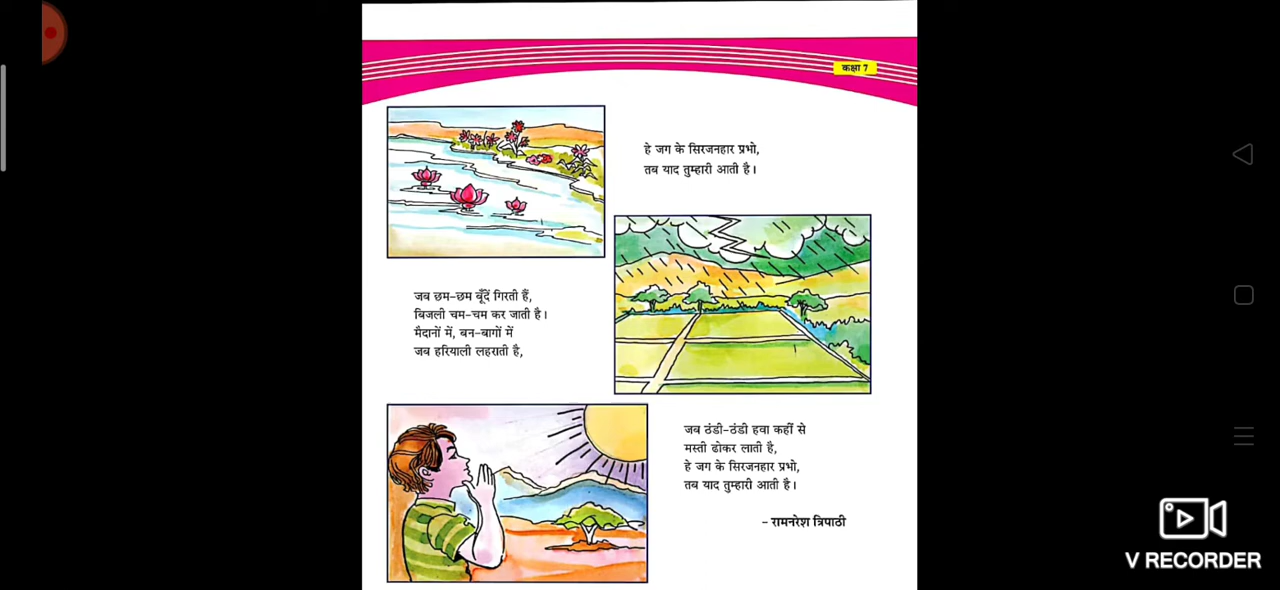 कक्षा 7
हे जग के सिरजनहार प्रभो,
तब याद तुम्हारी आती है।
जब छम-छम बूँदें गिरती हैं,
बिजली चम-चम कर जाती है।
मैदानों में, बन-बागों में
जब हरियाली लहराती है,
जब ठंडी-ठंडी हवा कहीं से
मस्ती ढोकर लाती है,
हे जग के सिरजनहार प्रभो,
तब याद तुम्हारी आती है।
- रामनरेश त्रिपाठी
V RECORDER